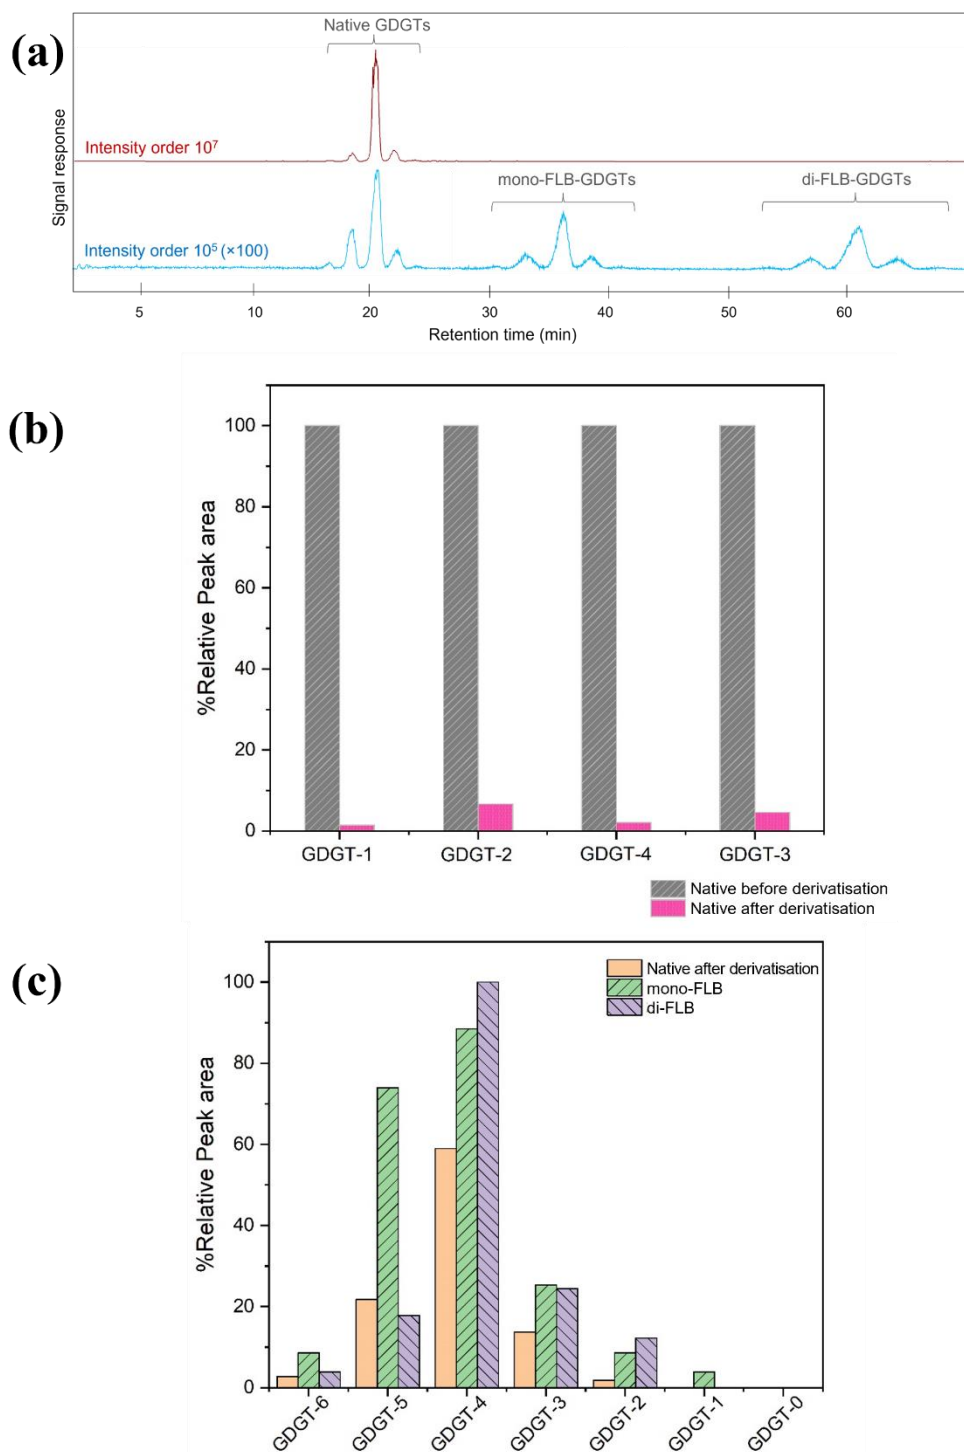 (a)
Native GDGTs
Signal response
Intensity order 10⁷
mono-FLB-GDGTs
di-FLB-GDGTs
Intensity order 10⁵ (×100)
5 10 20 30 40 50 60
Retention time (min)
(b)
%Relative Peak area
100
80
60
40
20
0
GDGT-1 GDGT-2 GDGT-4 GDGT-3
Native before derivatisation
Native after derivatisation
(c)
%Relative Peak area
Native after derivatisation
mono-FLB
di-FLB
100
80
60
40
20
0
GDGT-6 GDGT-5 GDGT-4 GDGT-3 GDGT-2 GDGT-1 GDGT-0